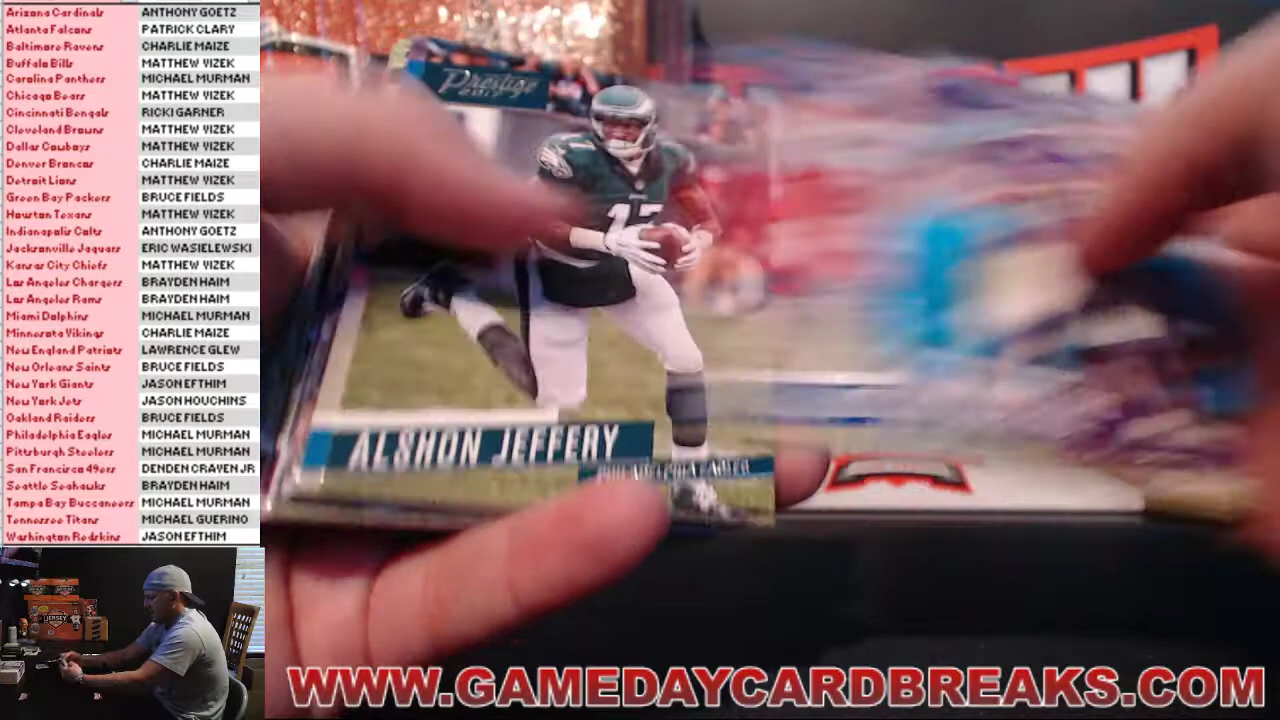 Arizona Cardinals ANTHONY GOETZ
Atlanta Falcons PATRICK CLARY
Baltimore Ravens CHARLIE MAIZE
Buffalo Bills MATTHEW VIZEK
Carolina Panthers MICHAEL MURMAN
Chicago Bears MATTHEW VIZEK
Cincinnati Bengals RICKI GARNER
Cleveland Browns MATTHEW VIZEK
Dallas Cowboys MATTHEW VIZEK
Denver Broncos CHARLIE MAIZE
Detroit Lions MATTHEW VIZEK
Green Bay Packers BRUCE FIELDS
Houston Texans MATTHEW VIZEK
Indianapolis Colts ANTHONY GOETZ
Jacksonville Jaguars ERIC WASIELEWSKI
Kansas City Chiefs MATTHEW VIZEK
Los Angeles Chargers BRAYDEN HAIM
Los Angeles Rams BRAYDEN HAIM
Miami Dolphins MICHAEL MURMAN
Minnesota Vikings CHARLIE MAIZE
New England Patriots LAWRENCE GLEW
New Orleans Saints BRUCE FIELDS
New York Giants JASON EFTHIM
New York Jets JASON HOUCHINS
Oakland Raiders BRUCE FIELDS
Philadelphia Eagles MICHAEL MURMAN
Pittsburgh Steelers MICHAEL MURMAN
San Francisco 49ers DENDEN CRAVEN JR
Seattle Seahawks BRAYDEN HAIM
Tampa Bay Buccaneers MICHAEL MURMAN
Tennessee Titans MICHAEL GUERINO
Washington Redskins JASON EFTHIM
Prestige
17
ALSHON JEFFERY
JERSEY
WWW.GAMEDAYCARDBREAKS.COM